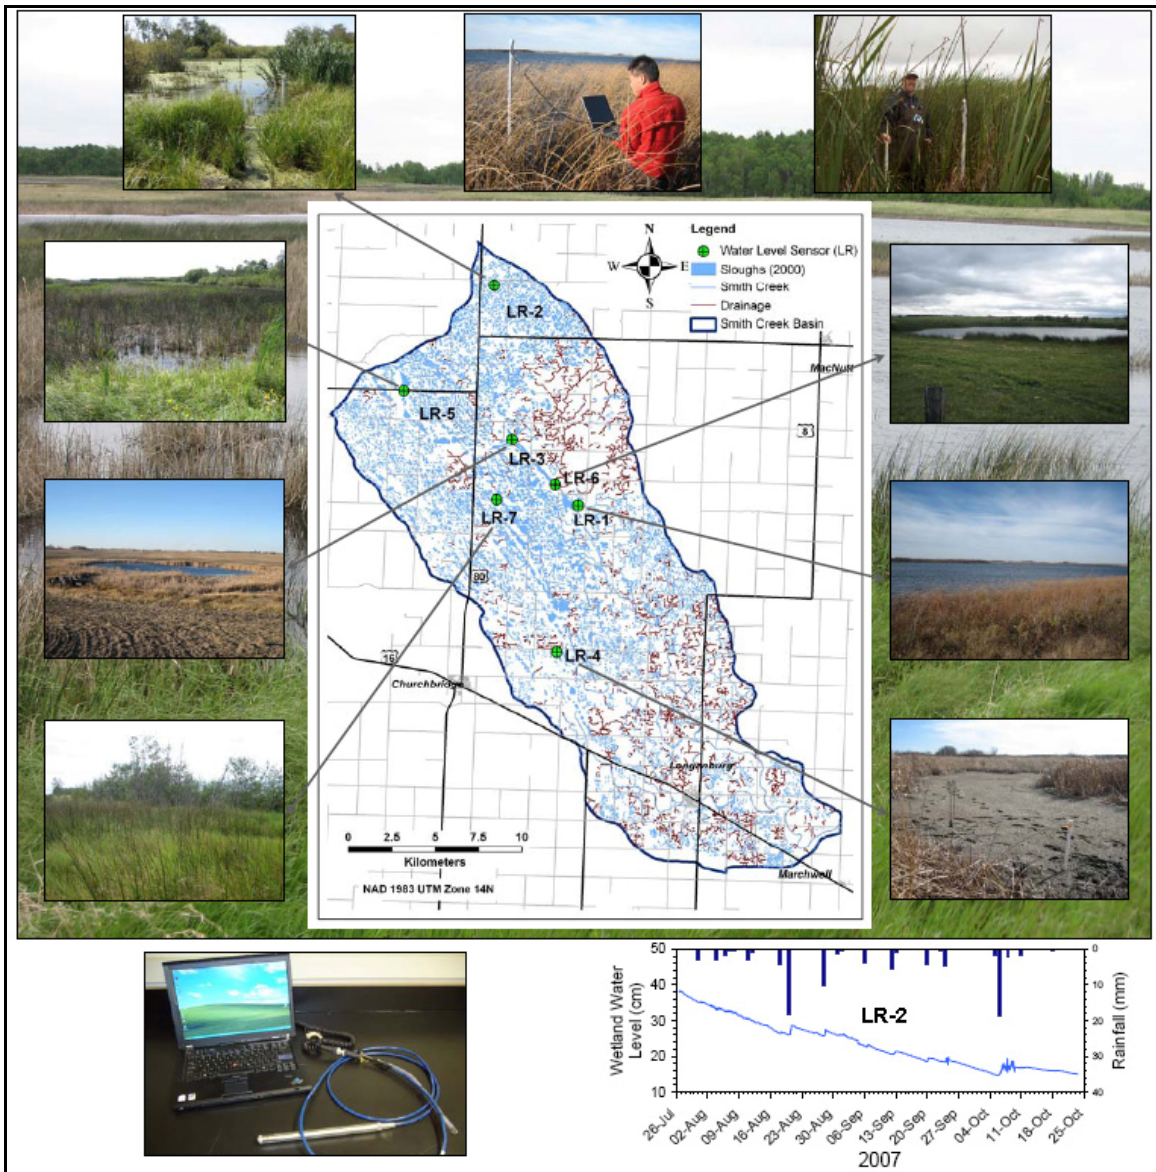 Legend
Water Level Sensor (LR)
Sloughs (2000)
Smith Creek
Drainage
Smith Creek Basin
N
W E
S
LR-2
MacNutt
8
LR-5
LR-3
LR-6
LR-7
LR-1
80
LR-4
16
Churchbridge
Langenburg
0 2.5 5 7.5 10
Kilometers
Marchwell
NAD 1983 UTM Zone 14N
50
40
30
20
10
Wetland Water
Level (cm)
LR-2
0
10
20
30
40
Rainfall (mm)
26-Jul
02-Aug
09-Aug
16-Aug
23-Aug
30-Aug
06-Sep
13-Sep
20-Sep
27-Sep
04-Oct
11-Oct
18-Oct
25-Oct
2007